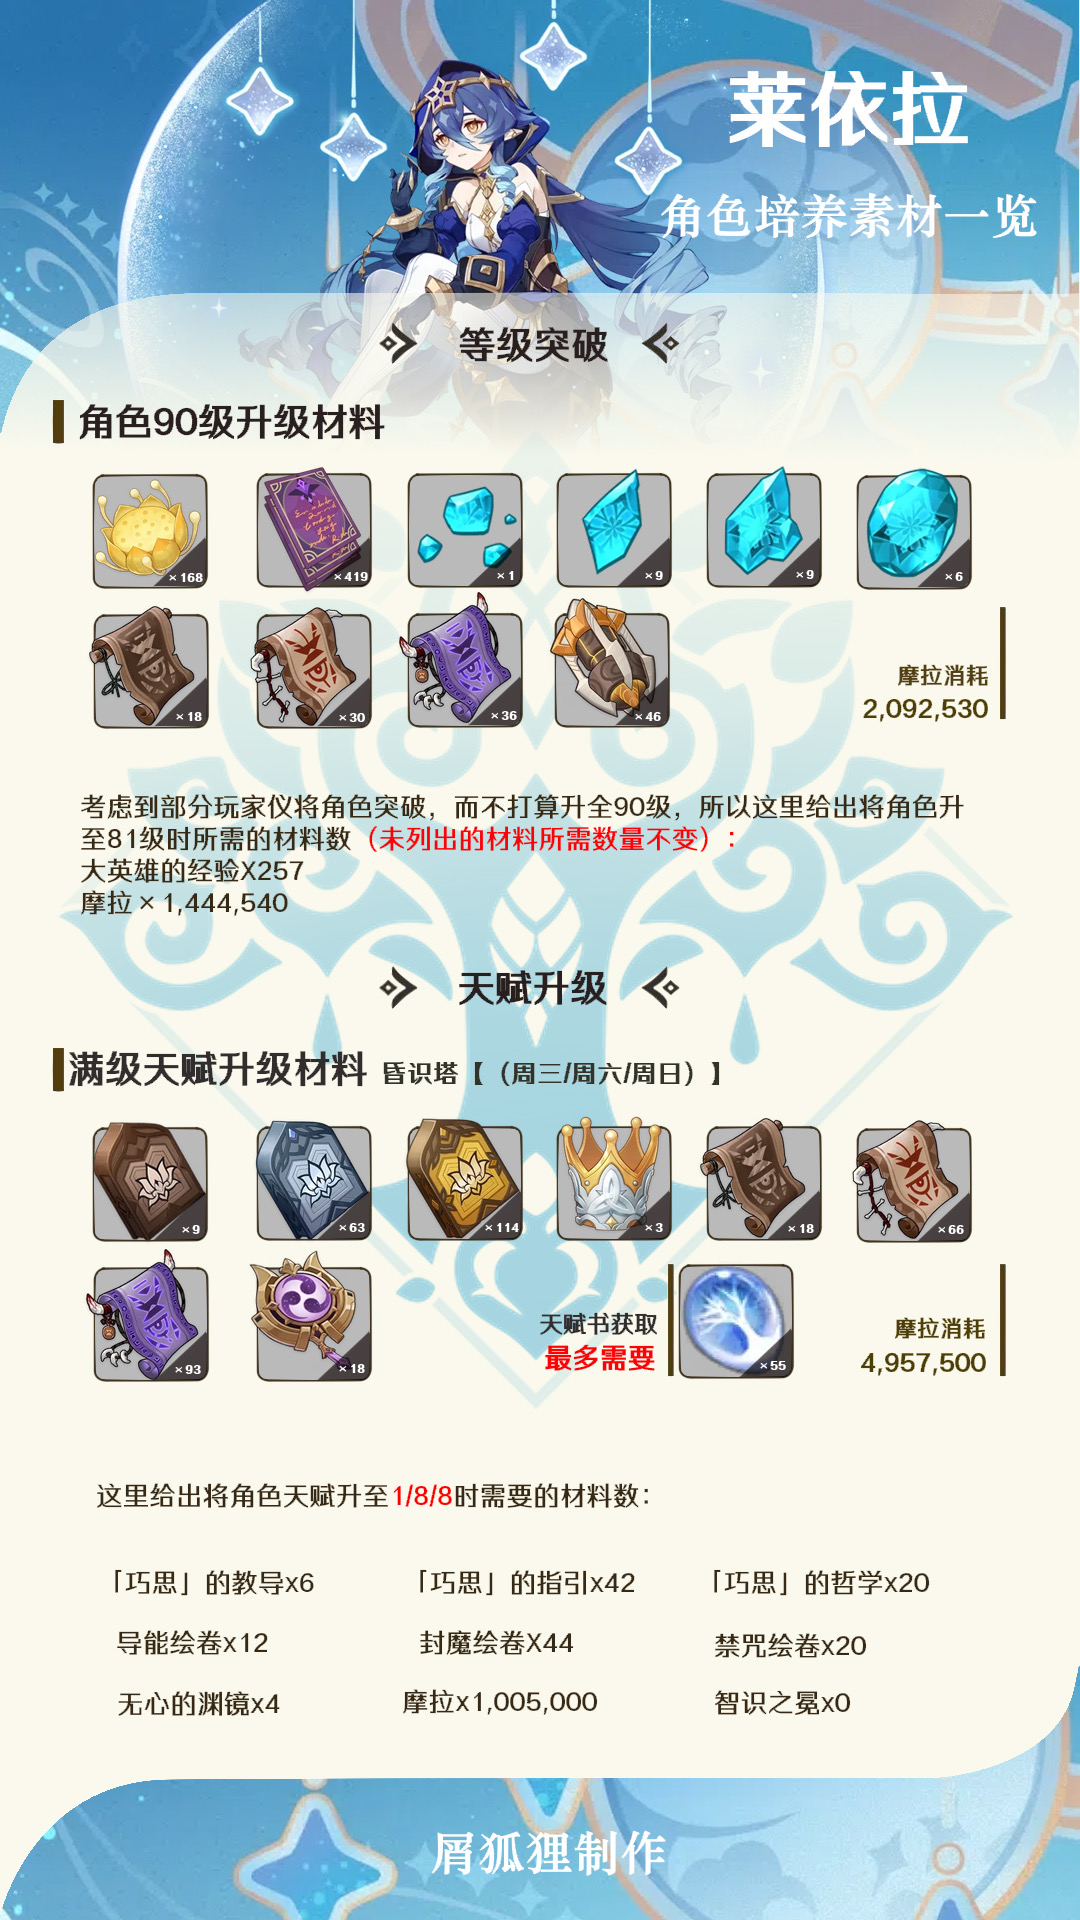 莱依拉
角色培养素材一览
等级突破
角色90级升级材料
×168
×419
×1
×9
×9
×6
×18
×30
×36
×46
摩拉消耗
2,092,530
考虑到部分玩家仅将角色突破，而不打算升全90级，所以这里给出将角色升
至81级时所需的材料数（未列出的材料所需数量不变）：
大英雄的经验X257
摩拉×1,444,540
天赋升级
满级天赋升级材料 昏识塔【（周三/周六/周日）】
×9
×63
×114
×3
×18
×66
×93
×18
天赋书获取
最多需要
×55
摩拉消耗
4,957,500
这里给出将角色天赋升至1/8/8时需要的材料数：
「巧思」的教导x6
「巧思」的指引x42
「巧思」的哲学x20
导能绘卷x12
封魔绘卷X44
禁咒绘卷x20
无心的渊镜x4
摩拉x1,005,000
智识之冕x0
屑狐狸制作